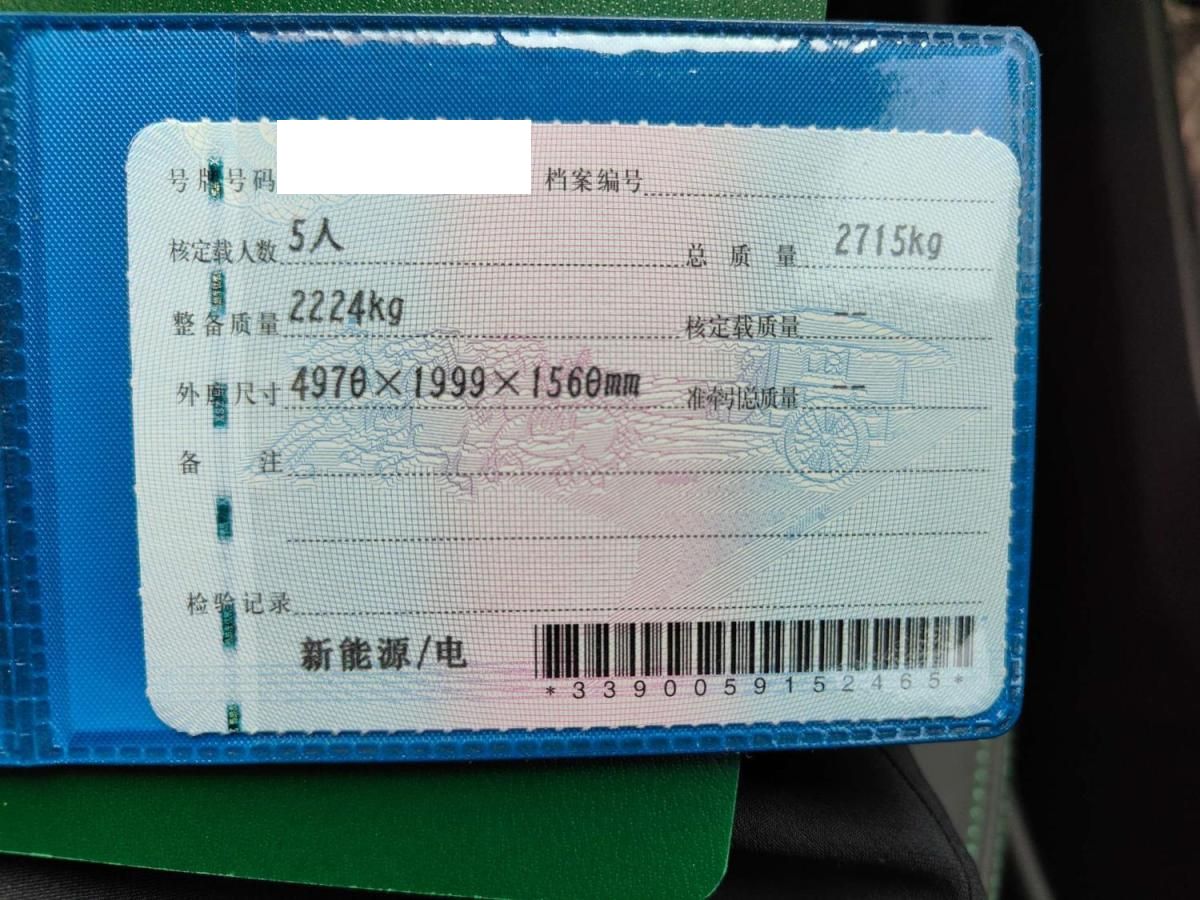 号牌号码 档案编号
核定载人数 5人 总质量 2715kg
整备质量 2224kg 核定载质量 --
外廓尺寸 4970×1999×1560mm 准牵引总质量 --
备注
检验记录
新能源/电
*3390059152465*